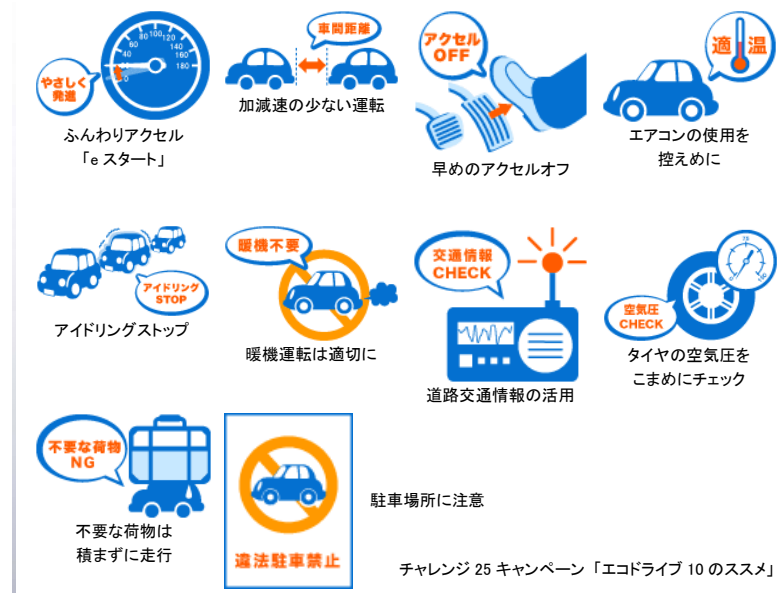 やさしく
発進
0
20
40
60
80
100
120
140
160
180
ふんわりアクセル
「e スタート」
車間距離
加減速の少ない運転
アクセル
OFF
早めのアクセルオフ
適温
エアコンの使用を
控えめに
アイドリング
STOP
アイドリングストップ
暖機不要
暖機運転は適切に
交通情報
CHECK
道路交通情報の活用
空気圧
CHECK
タイヤの空気圧を
こまめにチェック
不要な荷物
NG
不要な荷物は
積まずに走行
違法駐車禁止
駐車場所に注意
チャレンジ 25 キャンペーン 「エコドライブ 10 のススメ」